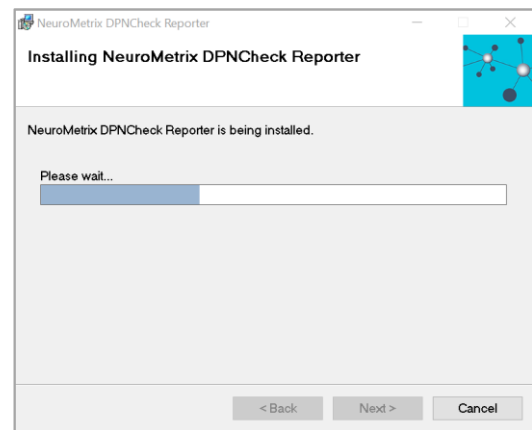 NeuroMetrix DPNCheck Reporter
Installing NeuroMetrix DPNCheck Reporter
NeuroMetrix DPNCheck Reporter is being installed.
Please wait...
< Back Next > Cancel